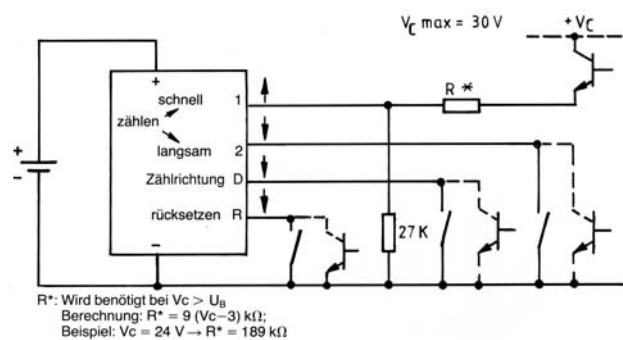 V_C max = 30 V
+ V_C
R *
+
schnell 1
zählen
langsam 2
Zählrichtung D
rücksetzen R
27 K
+
−
−
R*: Wird benötigt bei Vc > U_B
Berechnung: R* = 9 (Vc−3) kΩ;
Beispiel: Vc = 24 V → R* = 189 kΩ